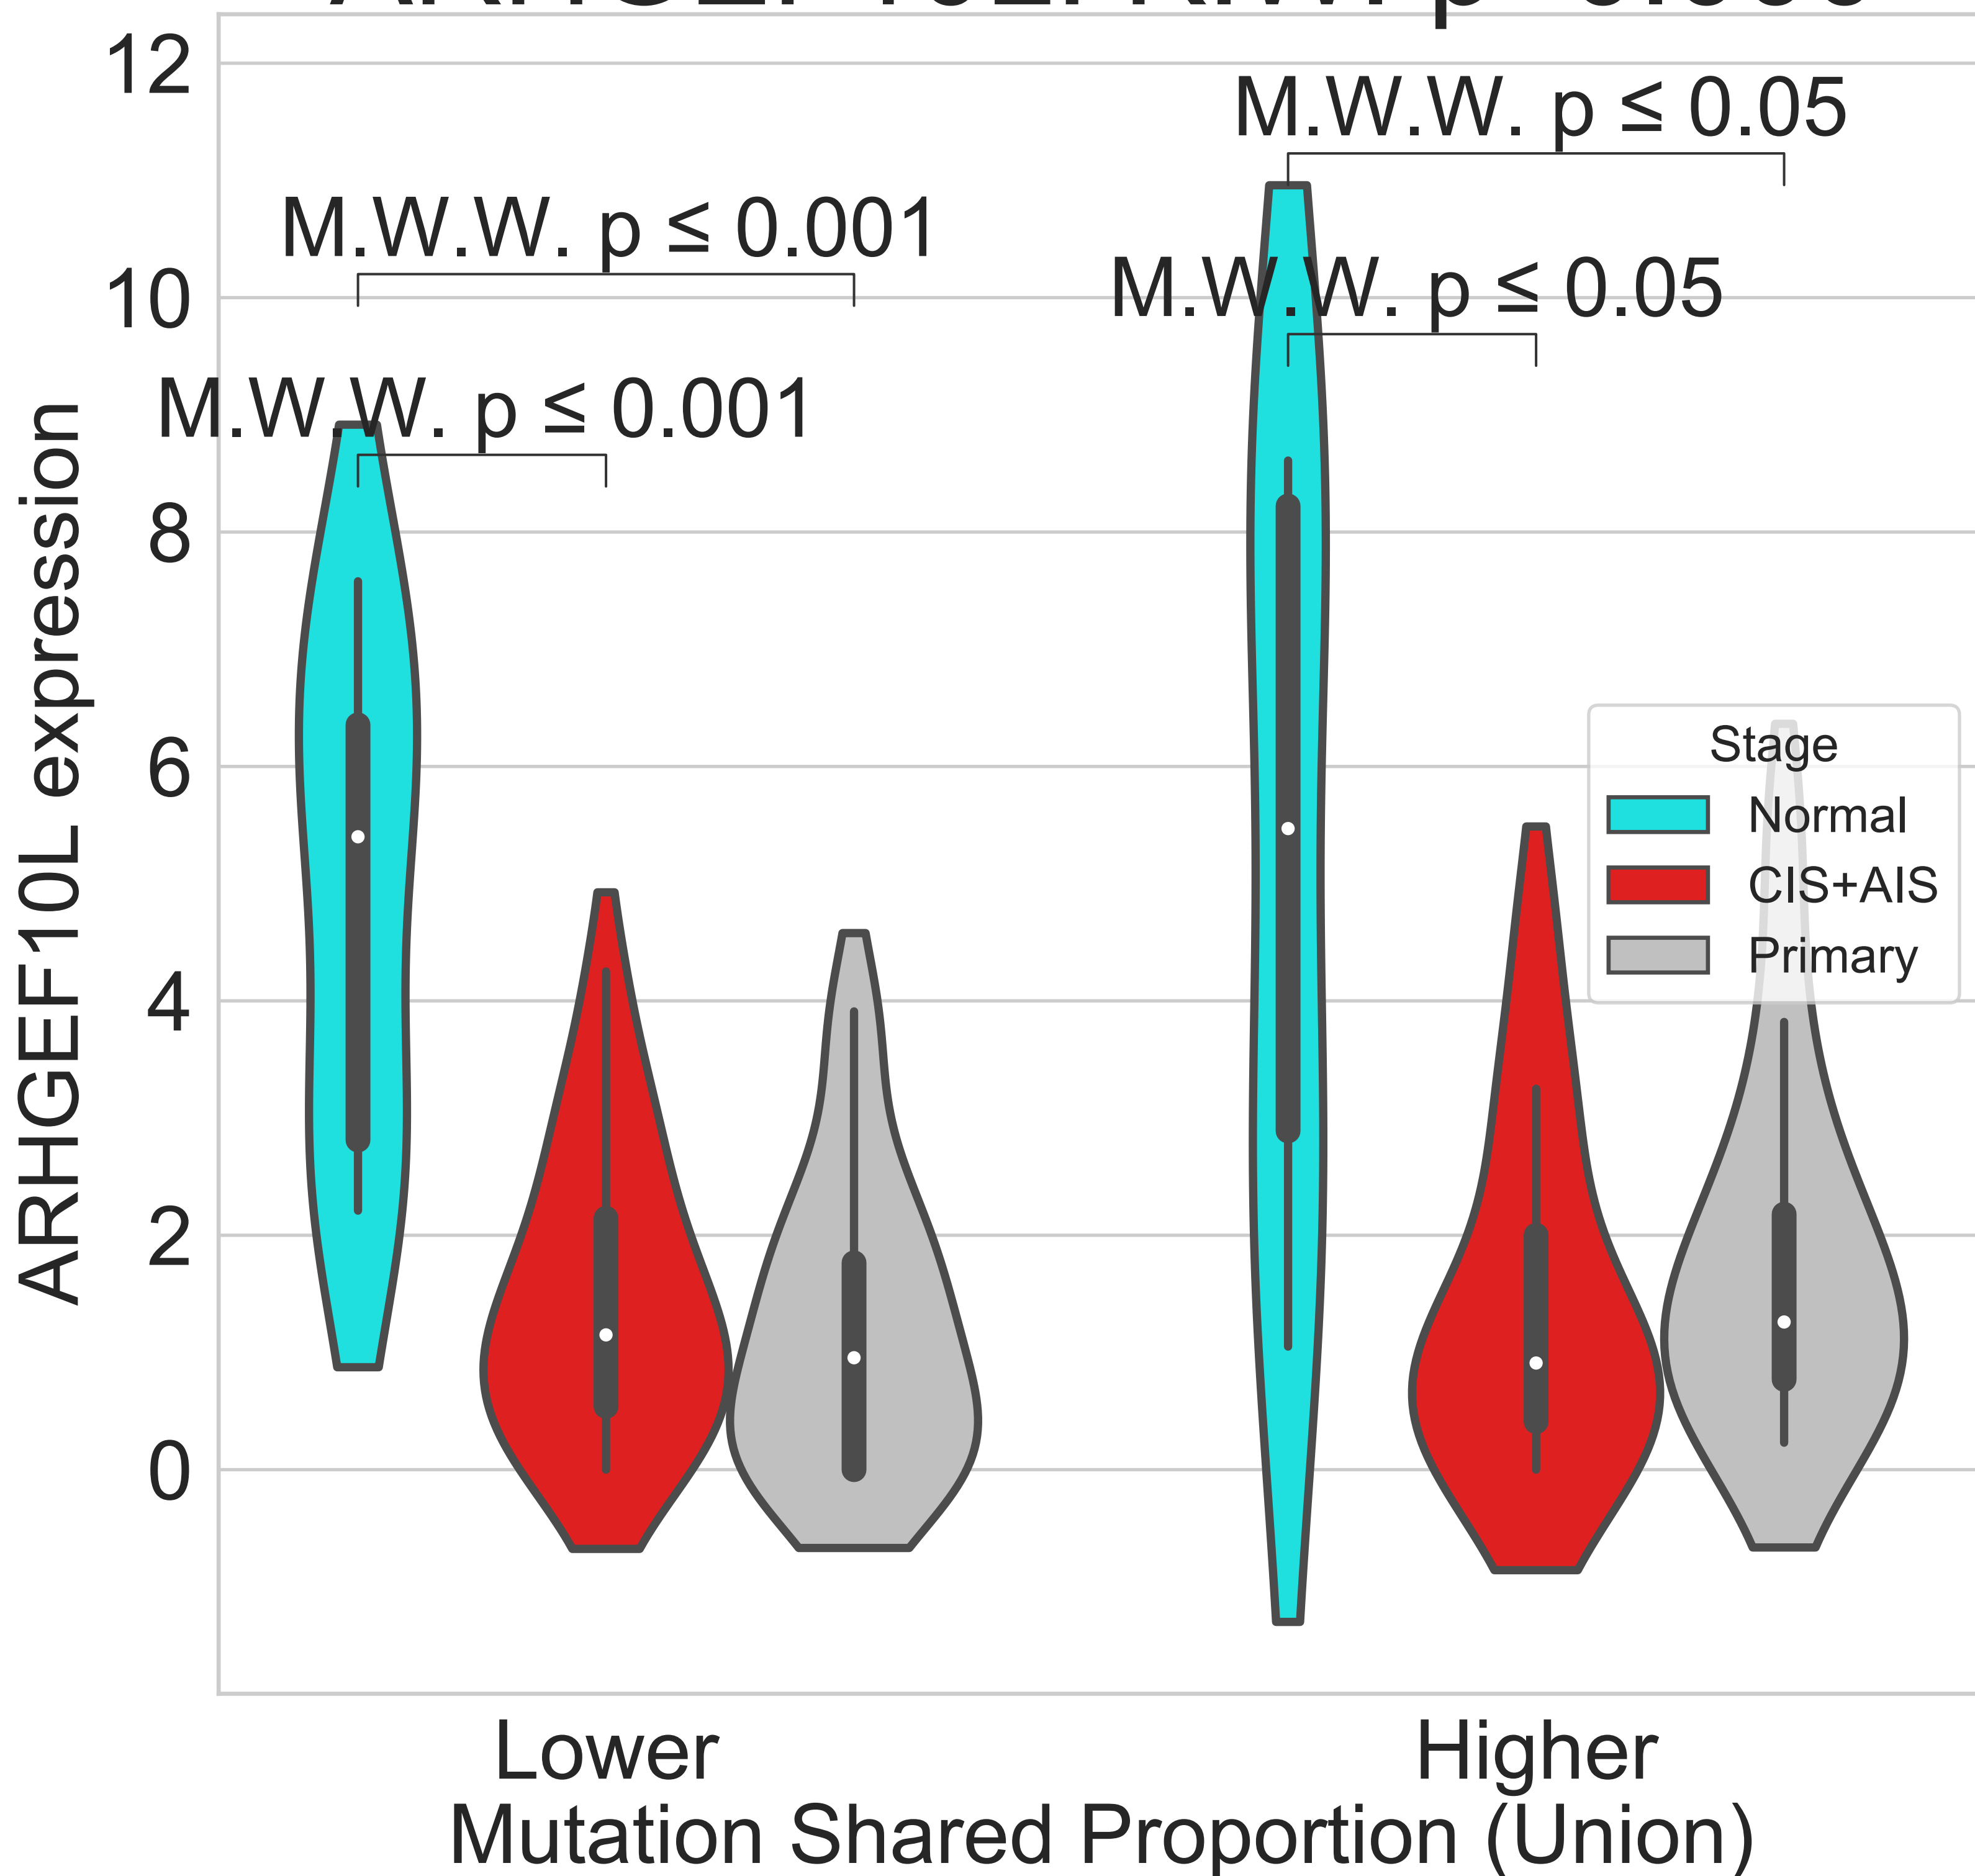 12
M.W.W. p ≤ 0.05
M.W.W. p ≤ 0.001
10
M.W.W. p ≤ 0.05
M.W.W. p ≤ 0.001
8
6
4
2
0
ARHGEF10L expression
Stage
Normal
CIS+AIS
Primary
Lower
Higher
Mutation Shared Proportion (Union)